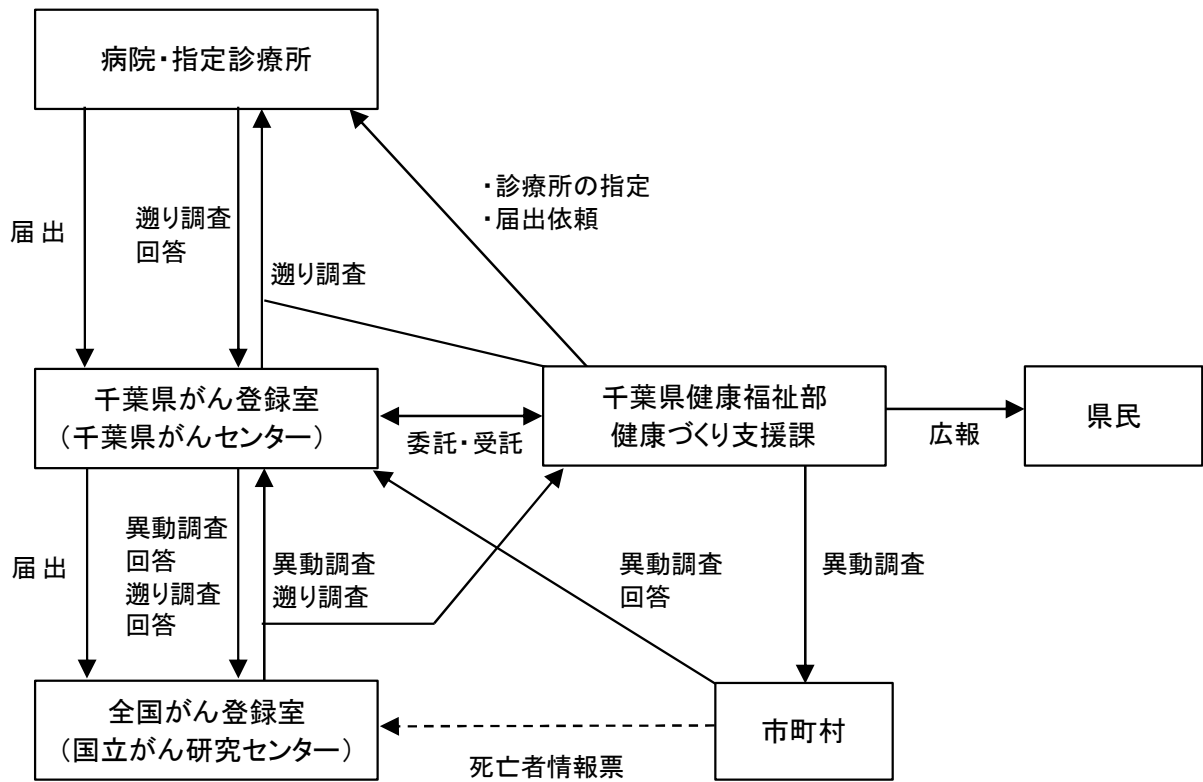 病院・指定診療所
・診療所の指定
・届出依頼
届 出
遡り調査
回答
遡り調査
千葉県がん登録室
（千葉県がんセンター）
委託・受託
千葉県健康福祉部
健康づくり支援課
広報
県民
届 出
異動調査
回答
遡り調査
回答
異動調査
遡り調査
異動調査
回答
異動調査
全国がん登録室
（国立がん研究センター）
死亡者情報票
市町村